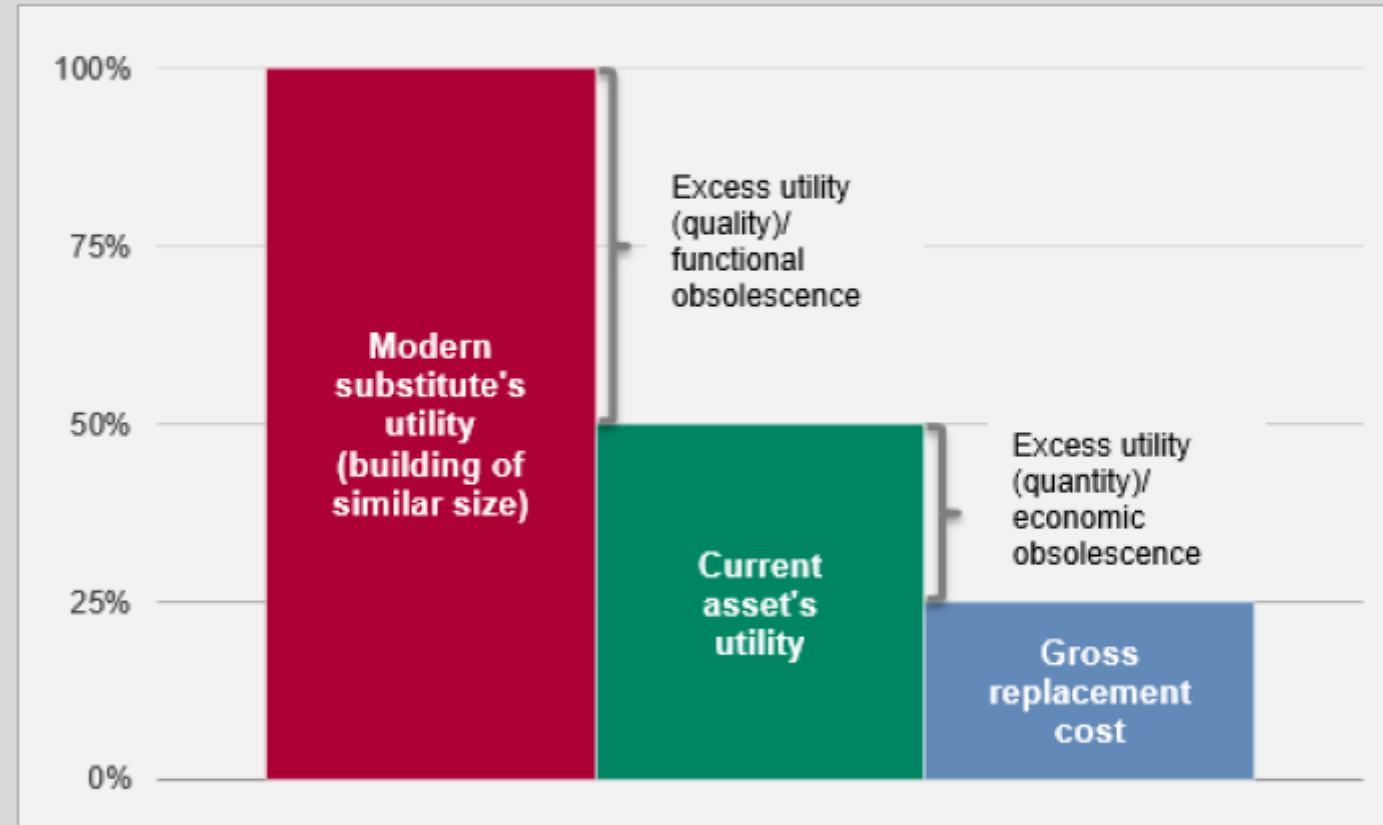 100%
75%
50%
25%
0%
Modern
substitute's
utility
(building of
similar size)
Excess utility
(quality)/
functional
obsolescence
Current
asset's
utility
Excess utility
(quantity)/
economic
obsolescence
Gross
replacement
cost